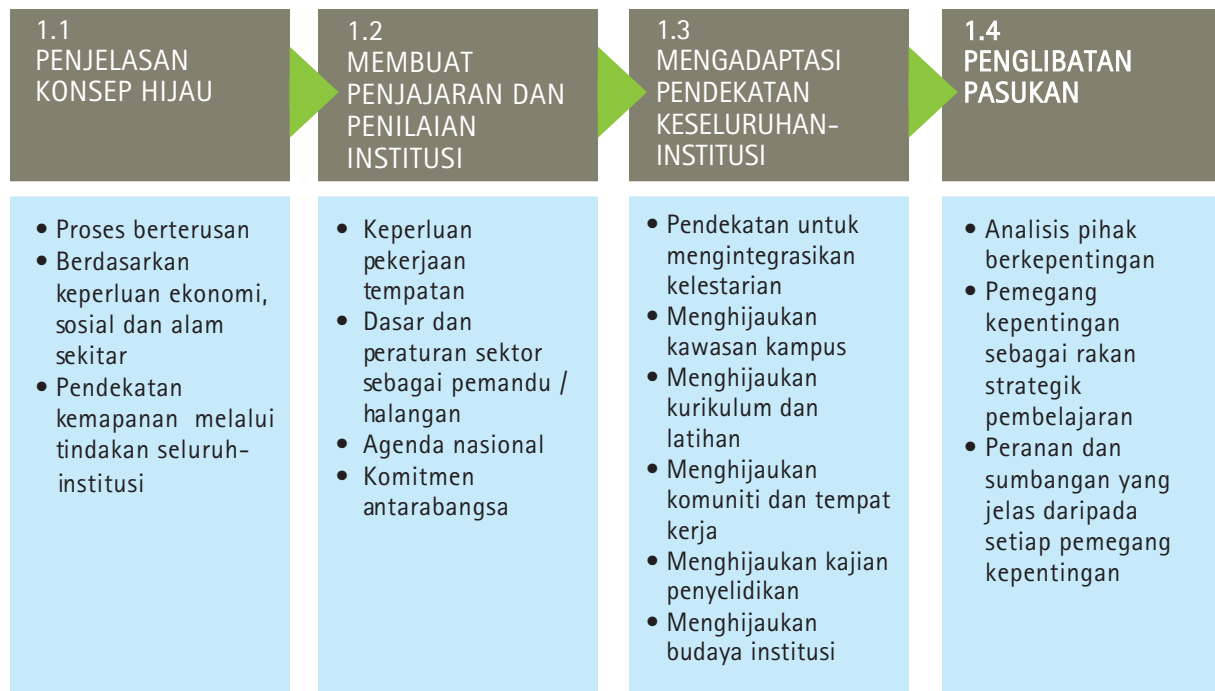 1.1
PENJELASAN
KONSEP HIJAU
1.2
MEMBUAT
PENJAJARAN DAN
PENILAIAN
INSTITUSI
1.3
MENGADAPTASI
PENDEKATAN
KESELURUHAN-
INSTITUSI
1.4
PENGLIBATAN
PASUKAN
• Proses berterusan
• Berdasarkan
keperluan ekonomi,
sosial dan alam
sekitar
• Pendekatan
kemapanan melalui
tindakan seluruh-
institusi
• Keperluan
pekerjaan
tempatan
• Dasar dan
peraturan sektor
sebagai pemandu /
halangan
• Agenda nasional
• Komitmen
antarabangsa
• Pendekatan untuk
mengintegrasikan
kelestarian
• Menghijaukan
kawasan kampus
• Menghijaukan
kurikulum dan
latihan
• Menghijaukan
komuniti dan tempat
kerja
• Menghijaukan kajian
penyelidikan
• Menghijaukan
budaya institusi
• Analisis pihak
berkepentingan
• Pemegang
kepentingan
sebagai rakan
strategik
pembelajaran
• Peranan dan
sumbangan yang
jelas daripada
setiap pemegang
kepentingan